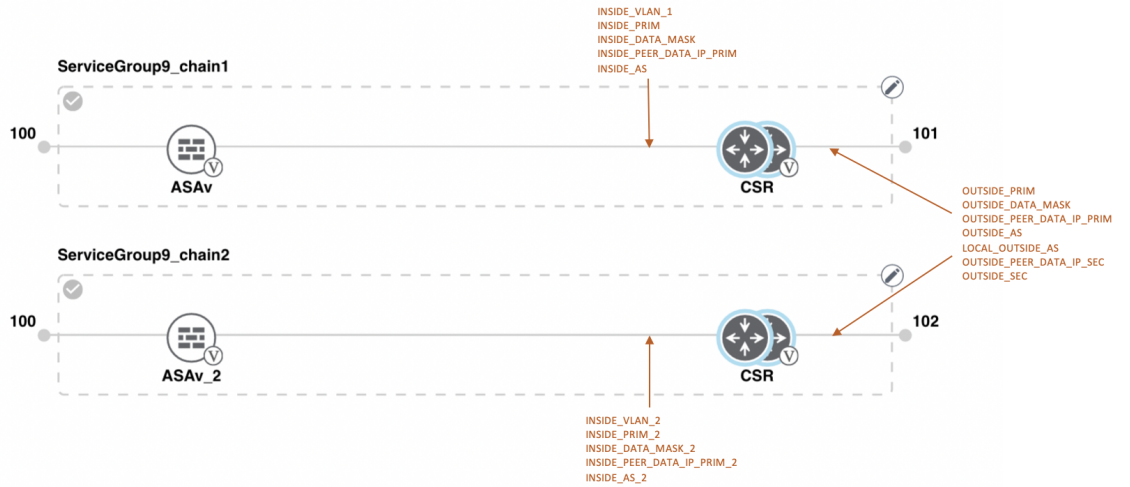 INSIDE_VLAN_1
INSIDE_PRIM
INSIDE_DATA_MASK
INSIDE_PEER_DATA_IP_PRIM
INSIDE_AS
ServiceGroup9_chain1
100
V
ASAv
V
CSR
101
OUTSIDE_PRIM
OUTSIDE_DATA_MASK
OUTSIDE_PEER_DATA_IP_PRIM
OUTSIDE_AS
LOCAL_OUTSIDE_AS
OUTSIDE_PEER_DATA_IP_SEC
OUTSIDE_SEC
ServiceGroup9_chain2
100
V
ASAv_2
V
CSR
102
INSIDE_VLAN_2
INSIDE_PRIM_2
INSIDE_DATA_MASK_2
INSIDE_PEER_DATA_IP_PRIM_2
INSIDE_AS_2